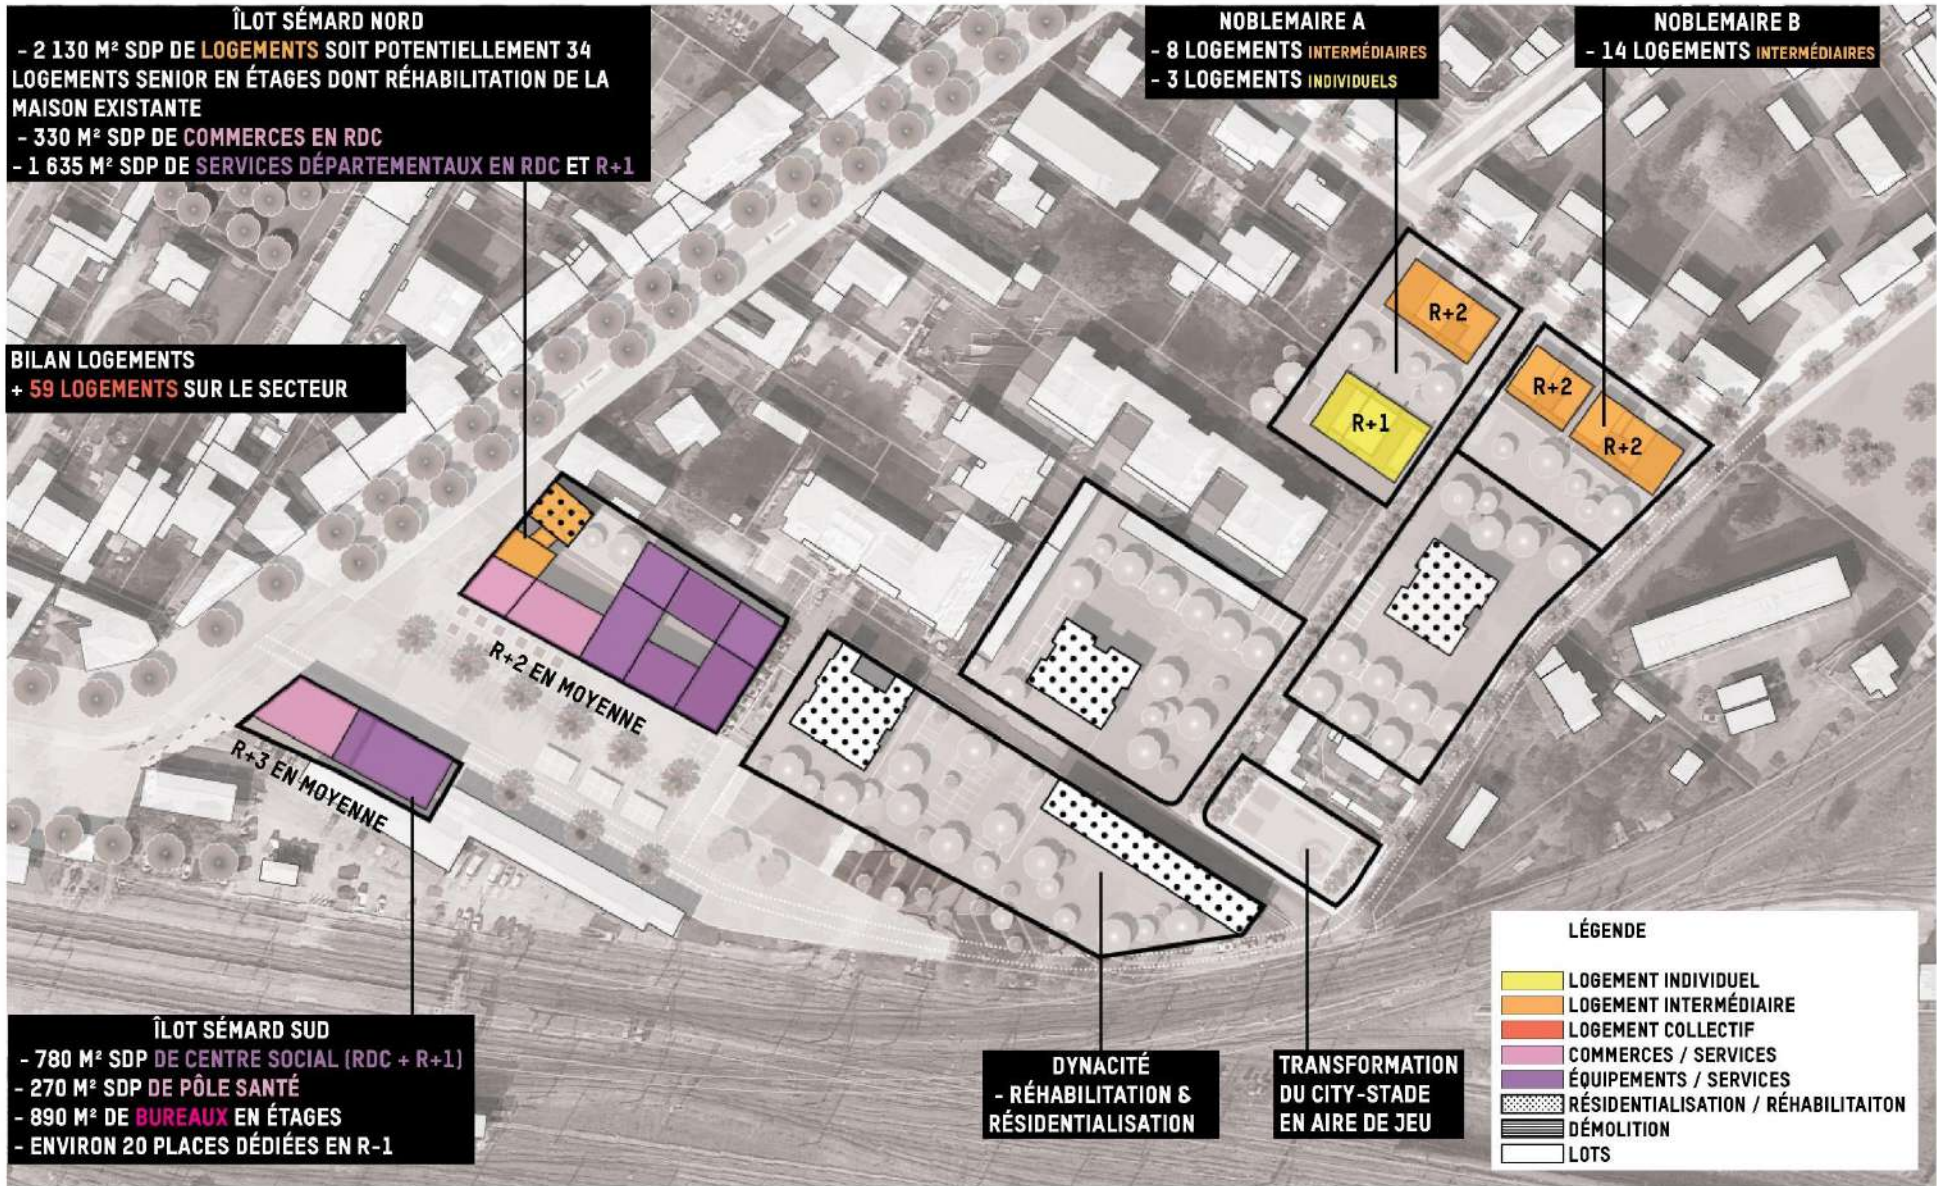 ÎLOT SÉMARD NORD
- 2 130 M² SDP DE LOGEMENTS SOIT POTENTIELLEMENT 34
LOGEMENTS SENIOR EN ÉTAGES DONT RÉHABILITATION DE LA
MAISON EXISTANTE
- 330 M² SDP DE COMMERCES EN RDC
- 1 635 M² SDP DE SERVICES DÉPARTEMENTAUX EN RDC ET R+1
NOBLEMAIRE A
- 8 LOGEMENTS INTERMÉDIAIRES
- 3 LOGEMENTS INDIVIDUELS
NOBLEMAIRE B
- 14 LOGEMENTS INTERMÉDIAIRES
BILAN LOGEMENTS
+ 59 LOGEMENTS SUR LE SECTEUR
R+2
R+1
R+2
R+2
R+2 EN MOYENNE
R+3 EN MOYENNE
ÎLOT SÉMARD SUD
- 780 M² SDP DE CENTRE SOCIAL (RDC + R+1)
- 270 M² SDP DE PÔLE SANTÉ
- 890 M² DE BUREAUX EN ÉTAGES
- ENVIRON 20 PLACES DÉDIÉES EN R-1
DYNACITÉ
- RÉHABILITATION &
RÉSIDENTIALISATION
TRANSFORMATION
DU CITY-STADE
EN AIRE DE JEU
LÉGENDE
LOGEMENT INDIVIDUEL
LOGEMENT INTERMÉDIAIRE
LOGEMENT COLLECTIF
COMMERCES / SERVICES
ÉQUIPEMENTS / SERVICES
RÉSIDENTIALISATION / RÉHABILITAITON
DÉMOLITION
LOTS